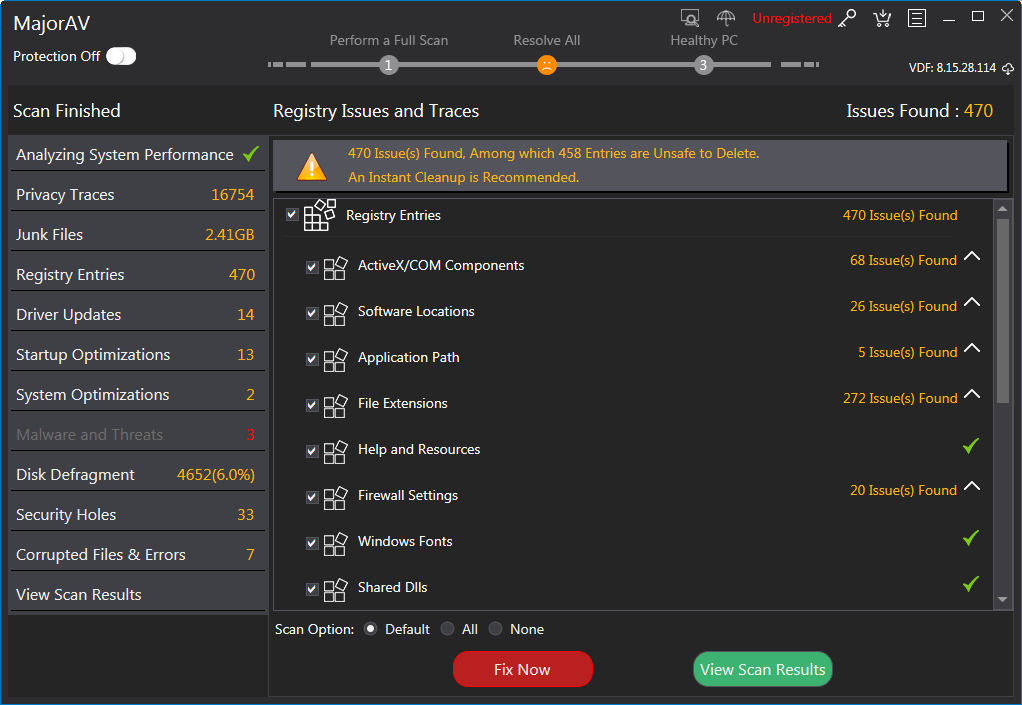 MajorAV
Unregistered
Protection Off
Perform a Full Scan
Resolve All
Healthy PC
1
3
VDF: 8.15.28.114
Scan Finished
Registry Issues and Traces
Issues Found : 470
Analyzing System Performance
Privacy Traces 16754
Junk Files 2.41GB
Registry Entries 470
Driver Updates 14
Startup Optimizations 13
System Optimizations 2
Malware and Threats 3
Disk Defragment 4652(6.0%)
Security Holes 33
Corrupted Files & Errors 7
View Scan Results
470 Issue(s) Found, Among which 458 Entries are Unsafe to Delete.
An Instant Cleanup is Recommended.
Registry Entries 470 Issue(s) Found
ActiveX/COM Components 68 Issue(s) Found
Software Locations 26 Issue(s) Found
Application Path 5 Issue(s) Found
File Extensions 272 Issue(s) Found
Help and Resources
Firewall Settings 20 Issue(s) Found
Windows Fonts
Shared Dlls
Scan Option: Default All None
Fix Now
View Scan Results